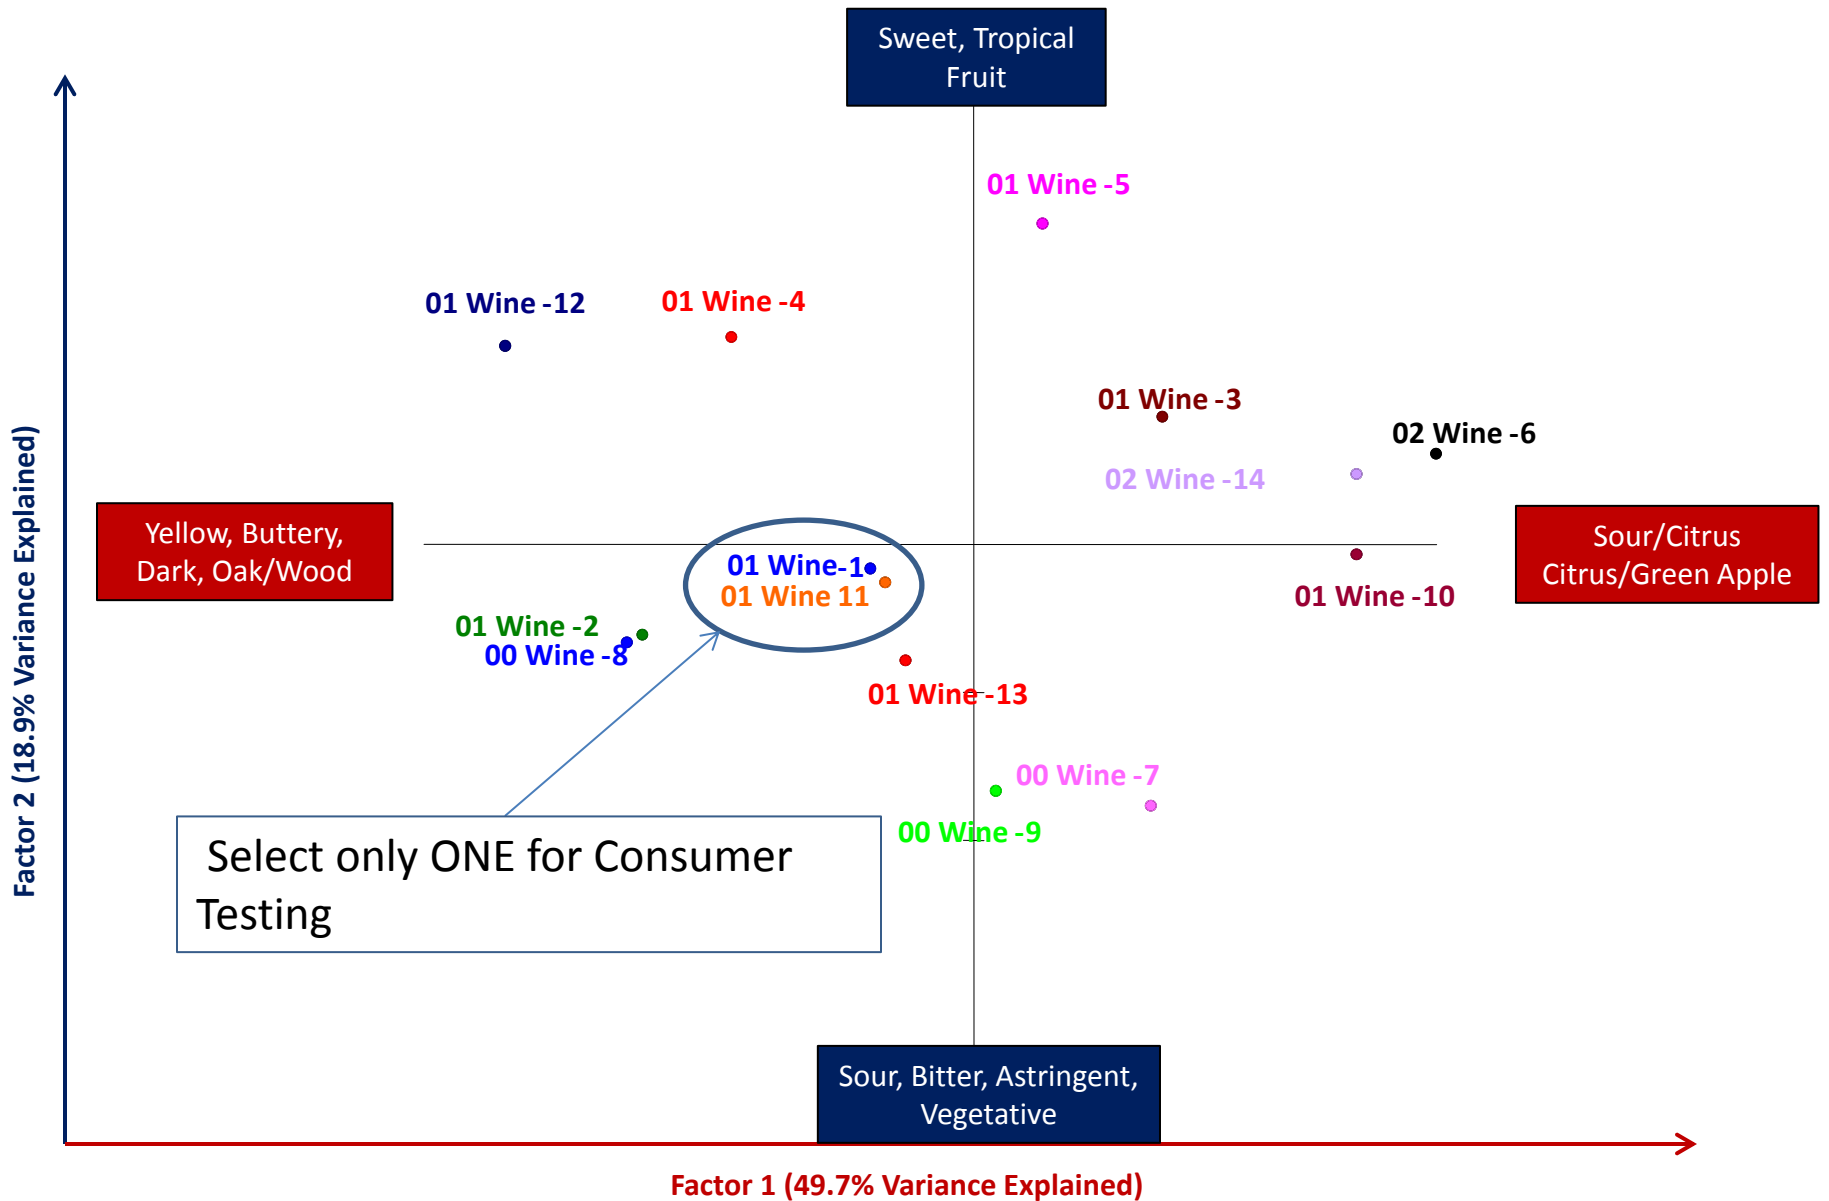 Sweet, Tropical
Fruit
01 Wine -5
01 Wine -12
01 Wine -4
01 Wine -3
02 Wine -6
02 Wine -14
Yellow, Buttery,
Dark, Oak/Wood
Sour/Citrus
Citrus/Green Apple
01 Wine-1
01 Wine 11
01 Wine -10
01 Wine -2
00 Wine -8
01 Wine -13
00 Wine -7
00 Wine -9
Select only ONE for Consumer
Testing
Sour, Bitter, Astringent,
Vegetative
Factor 2 (18.9% Variance Explained)
Factor 1 (49.7% Variance Explained)